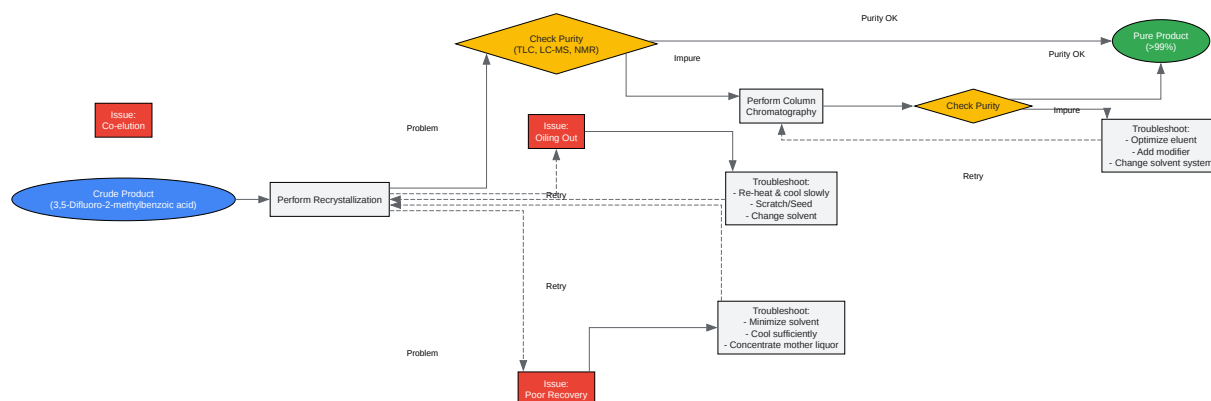 Purity OK
Pure Product
(>99%)
Check Purity
(TLC, LC-MS, NMR)
Impure
Purity OK
Perform Column
Chromatography
Check Purity
Impure
Issue:
Co-elution
Problem
Issue:
Oiling Out
Troubleshoot:
- Optimize eluent
- Add modifier
- Change solvent system
Retry
Crude Product
(3,5-Difluoro-2-methylbenzoic acid)
Perform Recrystallization
Retry
Troubleshoot:
- Re-heat & cool slowly
- Scratch/Seed
- Change solvent
Retry
Troubleshoot:
- Minimize solvent
- Cool sufficiently
- Concentrate mother liquor
Problem
Issue:
Poor Recovery